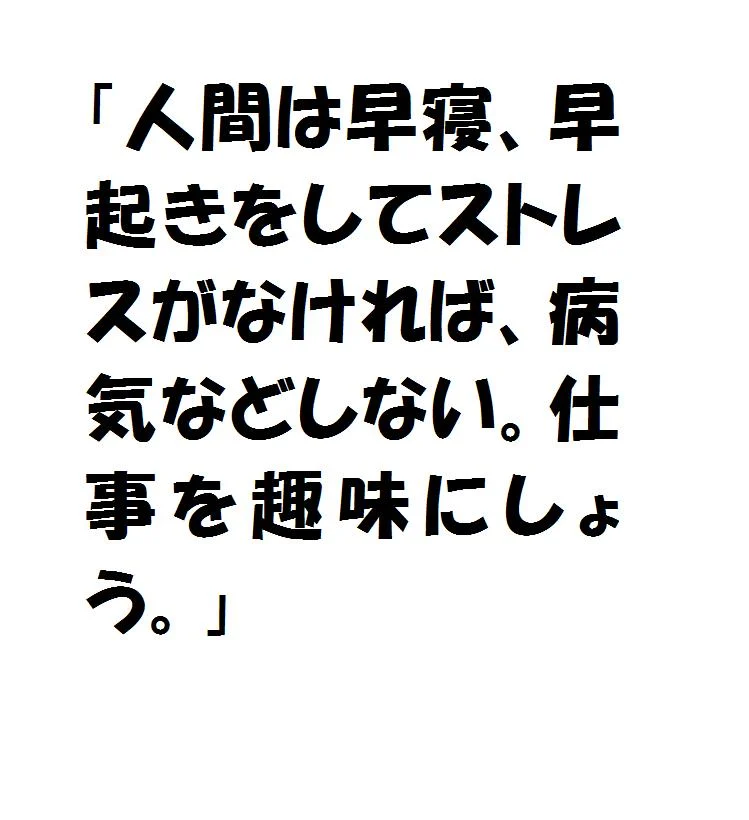 「人間は早寝、早
起きをしてストレ
スがなければ、病
気などしない。仕
事を趣味にしょ
う。」